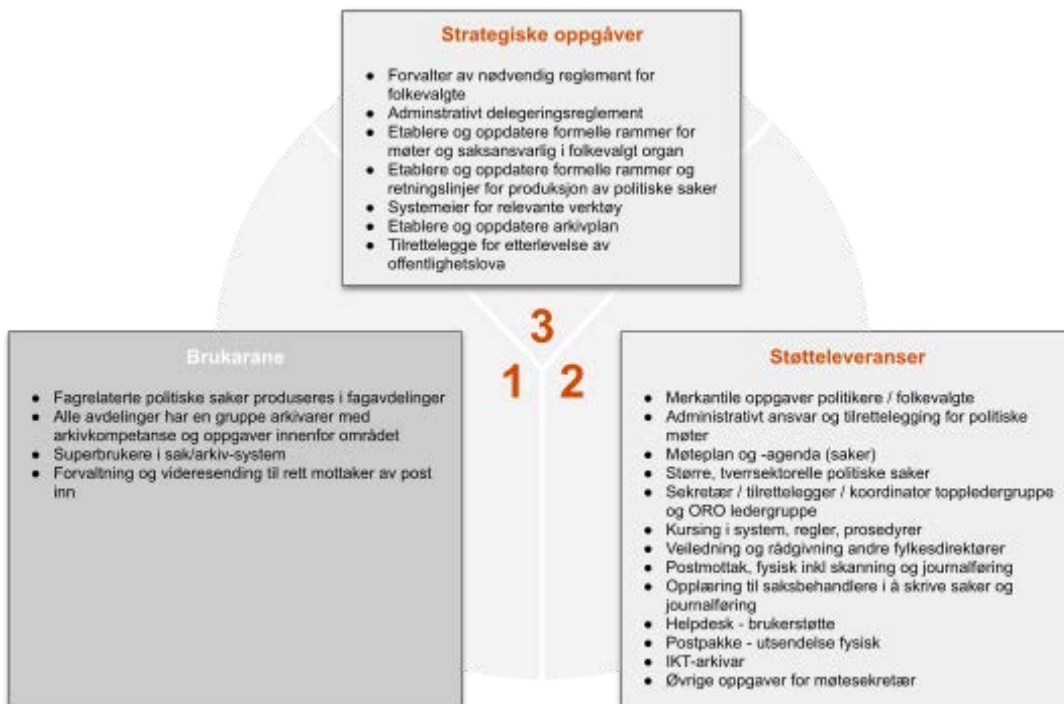 Strategiske oppgåver
● Forvalter av nødvendig reglement for
folkevalgte
● Adminstrativt delegeringsreglement
● Etablere og oppdatere formelle rammer for
møter og saksansvarlig i folkevalgt organ
● Etablere og oppdatere formelle rammer og
retningslinjer for produksjon av politiske saker
● Systemeier for relevante verktøy
● Etablere og oppdatere arkivplan
● Tilrettelegge for etterlevelse av
offentlighetslova
3
1
2
Brukarane
● Fagrelaterte politiske saker produseres i fagavdelinger
● Alle avdelinger har en gruppe arkivarer med
arkivkompetanse og oppgaver innenfor området
● Superbrukere i sak/arkiv-system
● Forvaltning og videresending til rett mottaker av post
inn
Støtteleveranser
● Merkantile oppgaver politikere / folkevalgte
● Administrativt ansvar og tilrettelegging for politiske
møter
● Møteplan og -agenda (saker)
● Større, tverrsektorelle politiske saker
● Sekretær / tilrettelegger / koordinator toppledergruppe
og ORO ledergruppe
● Kursing i system, regler, prosedyrer
● Veiledning og rådgivning andre fylkesdirektører
● Postmottak, fysisk inkl skanning og journalføring
● Opplæring til saksbehandlere i å skrive saker og
journalføring
● Helpdesk - brukerstøtte
● Postpakke - utsendelse fysisk
● IKT-arkivar
● Øvrige oppgaver for møtesekretær